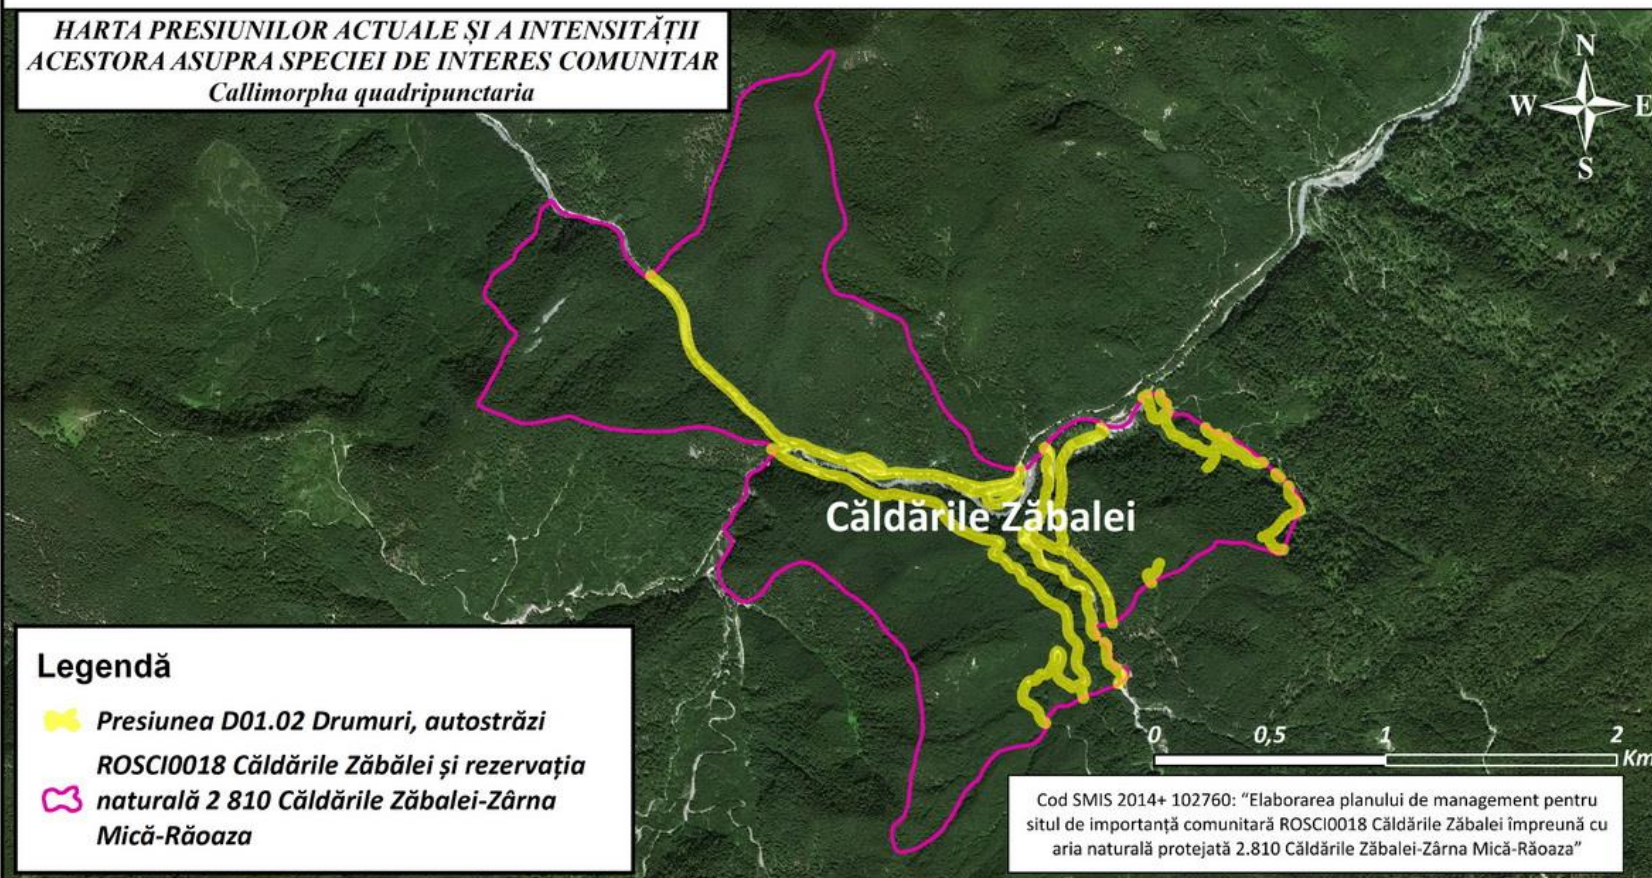 HARTA PRESIUNILOR ACTUALE ȘI A INTENSITĂȚII
ACESTORA ASUPRA SPECIEI DE INTERES COMUNITAR
Callimorpha quadripunctaria
N
W
E
S
Căldările Zăbalei
Legendă
Presiunea D01.02 Drumuri, autostrăzi
ROSCI0018 Căldările Zăbălei și rezervația
naturală 2 810 Căldările Zăbalei-Zârna
Mică-Răoaza
0 0,5 1 2
Km
Cod SMIS 2014+ 102760: “Elaborarea planului de management pentru
situl de importanță comunitară ROSCI0018 Căldările Zăbalei împreună cu
aria naturală protejată 2.810 Căldările Zăbalei-Zârna Mică-Răoaza”